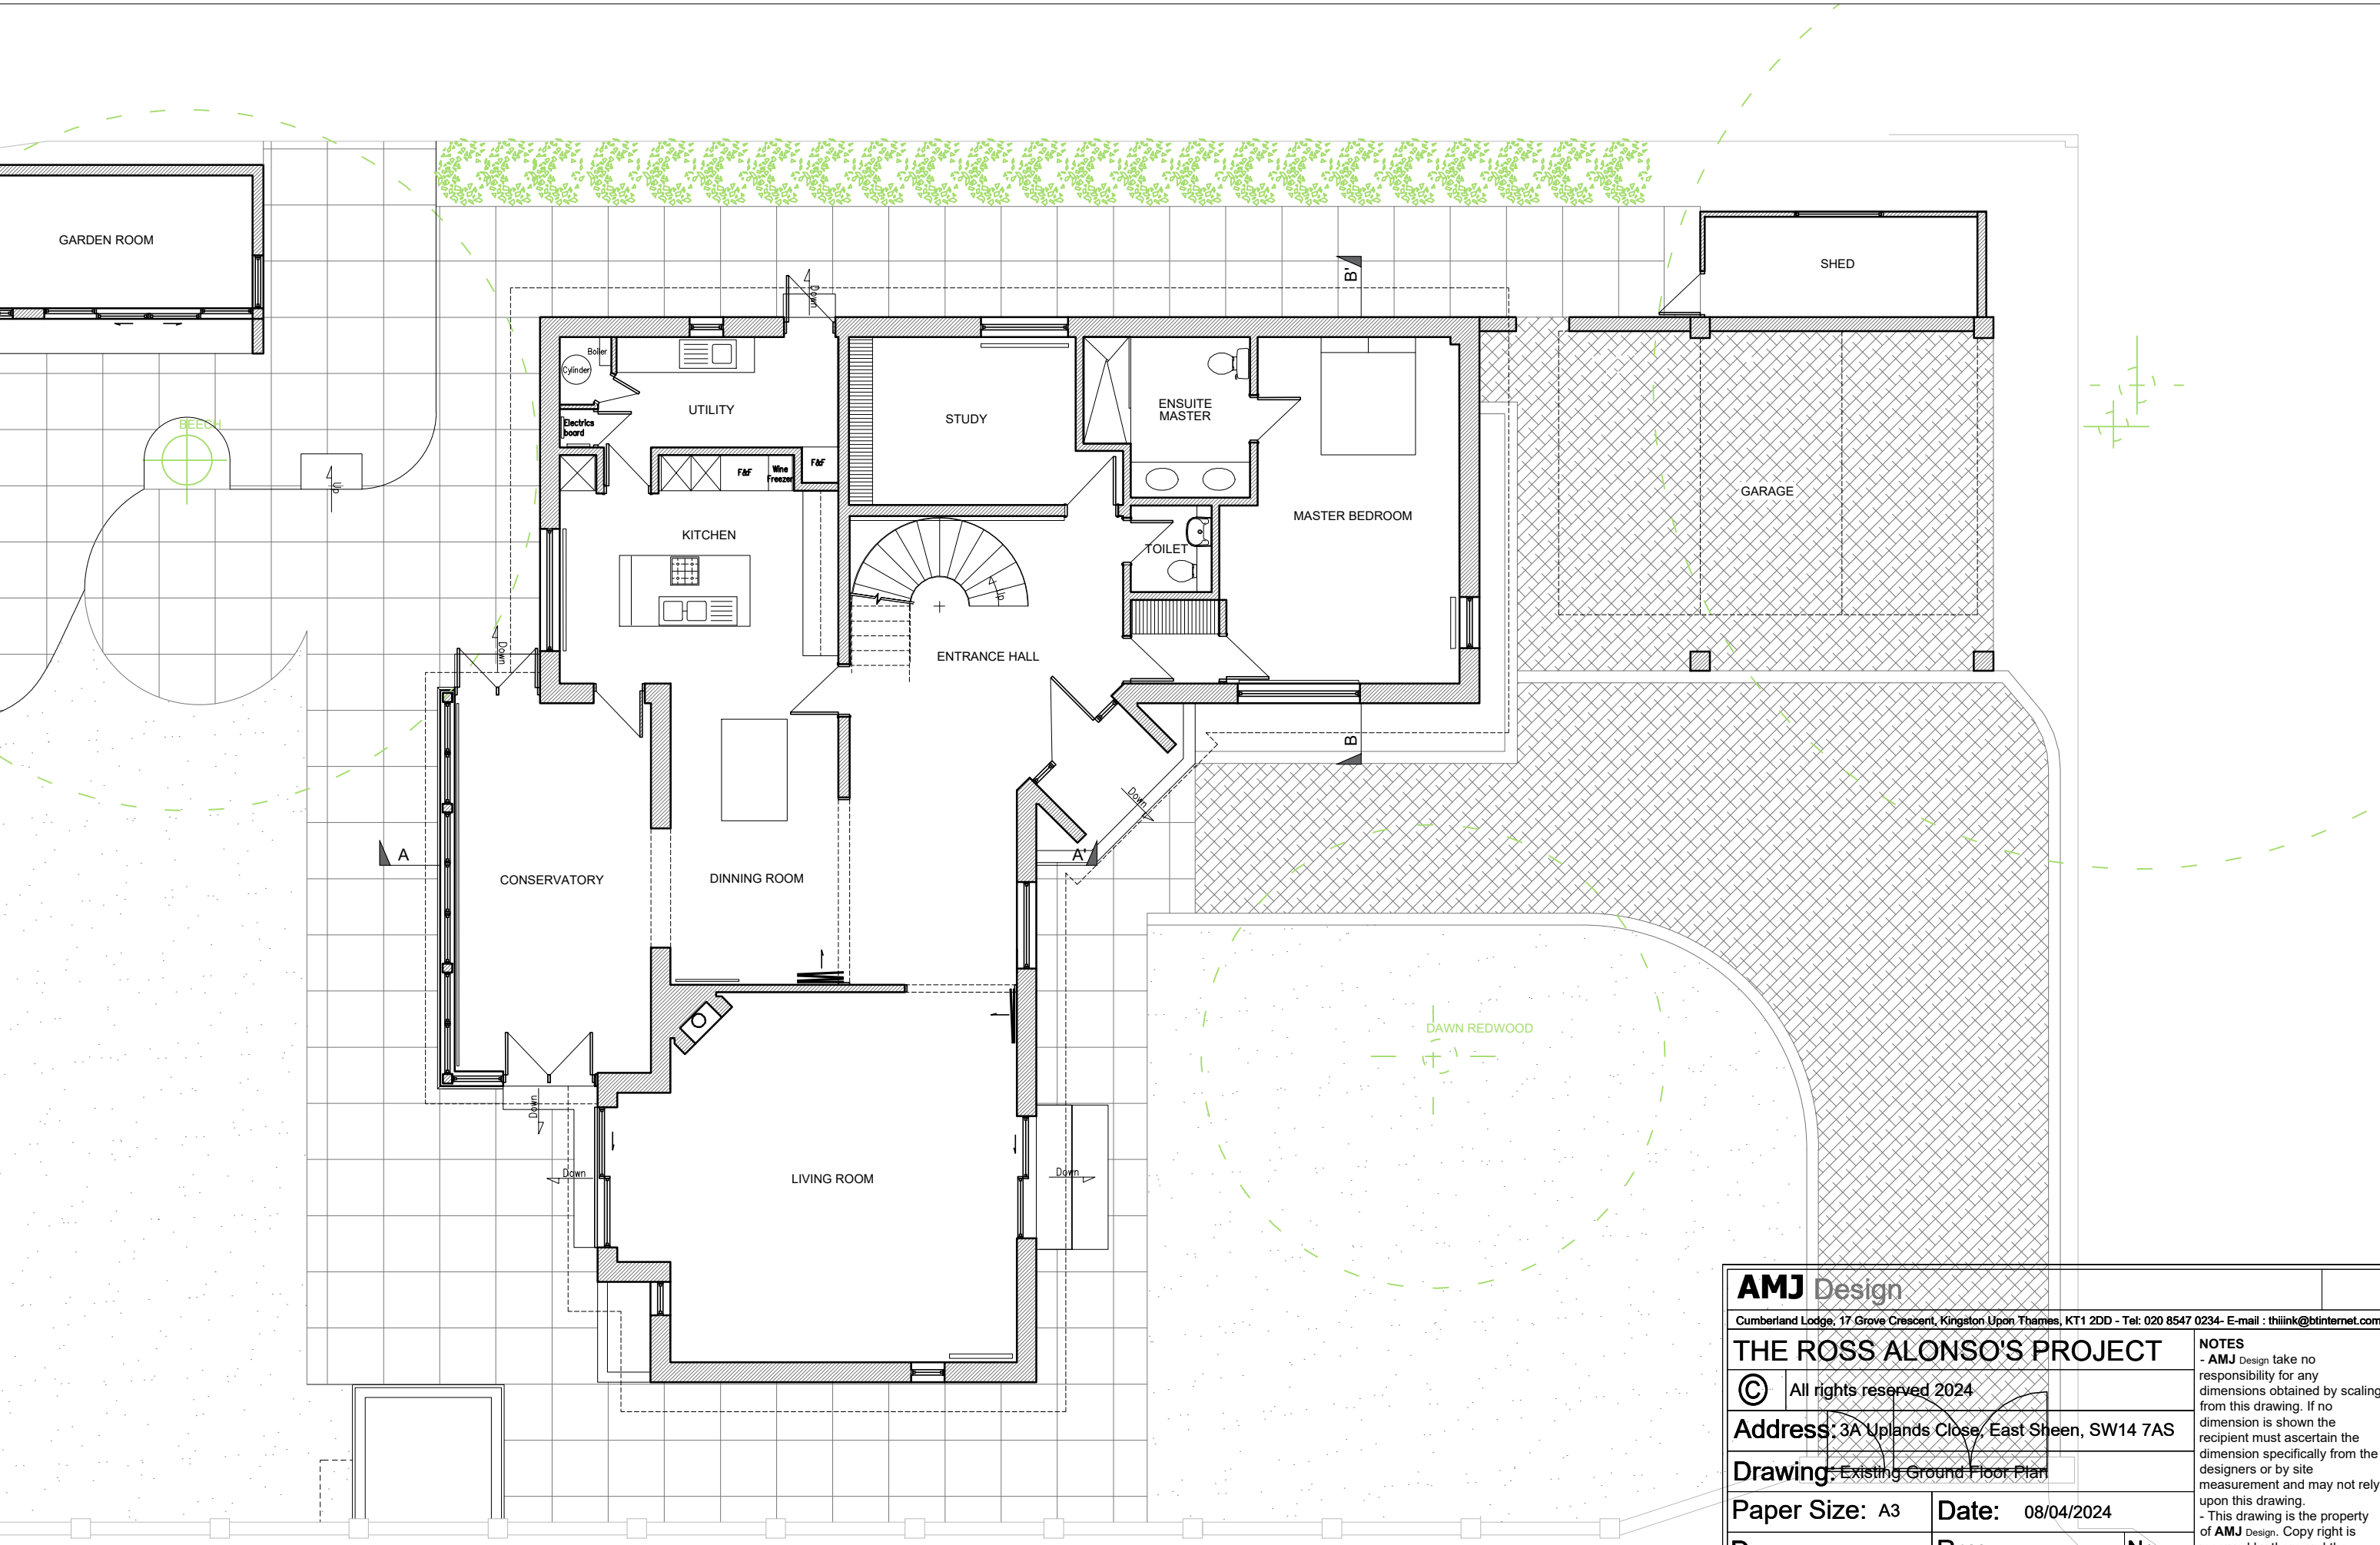 GARDEN ROOM
SHED
B'
Down
Boiler
Cylinder
UTILITY
Electrics
board
STUDY
ENSUITE
MASTER
BEECH
Up
F&F
Wine
Freezer
F&F
GARAGE
MASTER BEDROOM
KITCHEN
TOILET
Up
ENTRANCE HALL
Down
B
Down
A
A'
CONSERVATORY
DINNING ROOM
DAWN REDWOOD
Down
Down
LIVING ROOM
Down
AMJ Design
Cumberland Lodge, 17 Grove Crescent, Kingston Upon Thames, KT1 2DD - Tel: 020 8547 0234- E-mail : thiiink@btinternet.com
THE ROSS ALONSO'S PROJECT
© All rights reserved 2024
Address: 3A Uplands Close, East Sheen, SW14 7AS
Drawing: Existing Ground Floor Plan
Paper Size: A3
Date: 08/04/2024
NOTES
- AMJ Design take no
responsibility for any
dimensions obtained by scaling
from this drawing. If no
dimension is shown the
recipient must ascertain the
dimension specifically from the
designers or by site
measurement and may not rely
upon this drawing.
- This drawing is the property
of AMJ Design. Copy right is